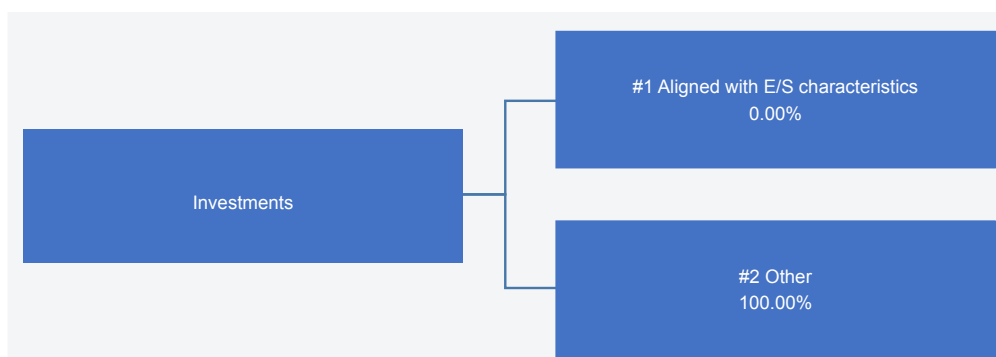 Investments
#1 Aligned with E/S characteristics
0.00%
#2 Other
100.00%